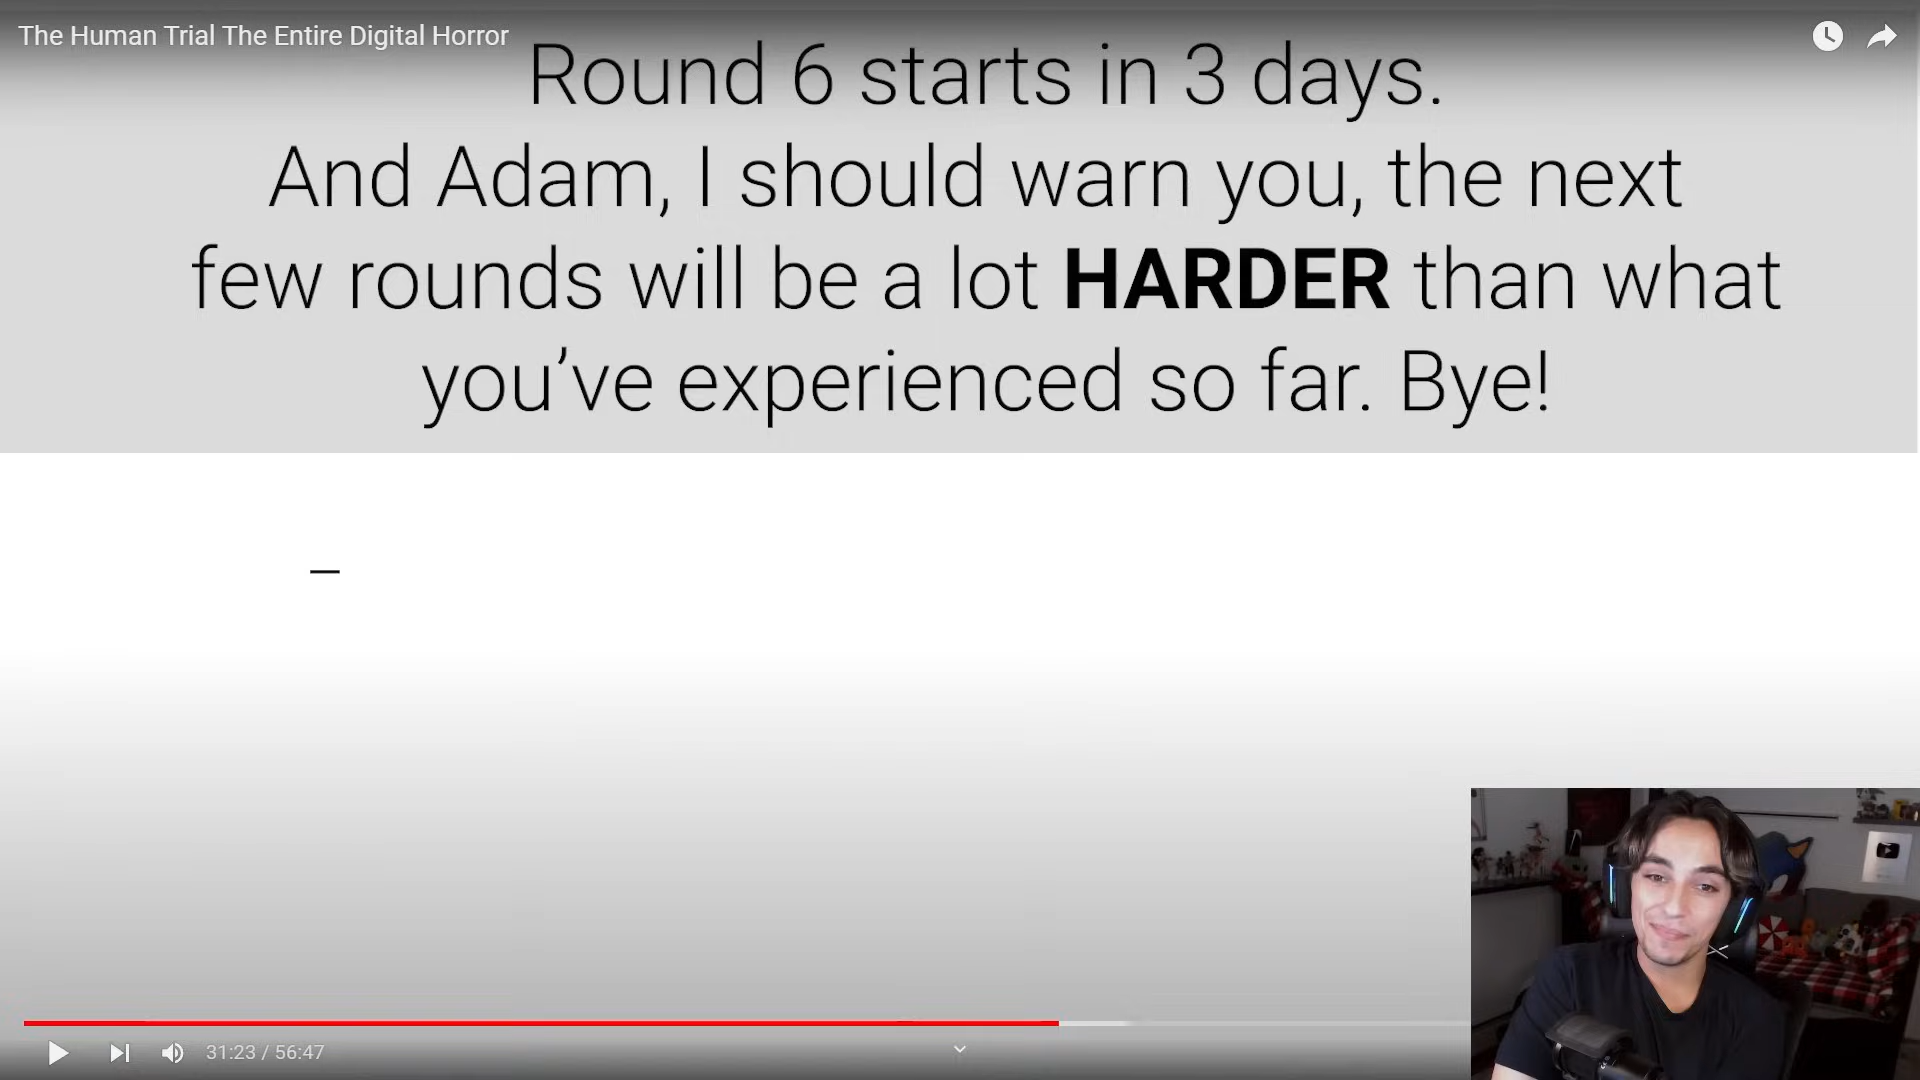 The Human Trial The Entire Digital Horror
Round 6 starts in 3 days.
And Adam, I should warn you, the next
few rounds will be a lot HARDER than what
you’ve experienced so far. Bye!
31:23 / 56:47